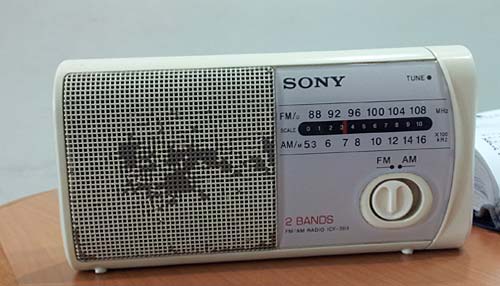 SONY
TUNE
FM/
88 92 96 100 104 108
MHz
SCALE
0 1 2 3 4 5 6 7 8 9 10
AM/M 53 6 7 8 10 12 14 16
X100
kHz
FM AM
2 BANDS
FM/AM RADIO